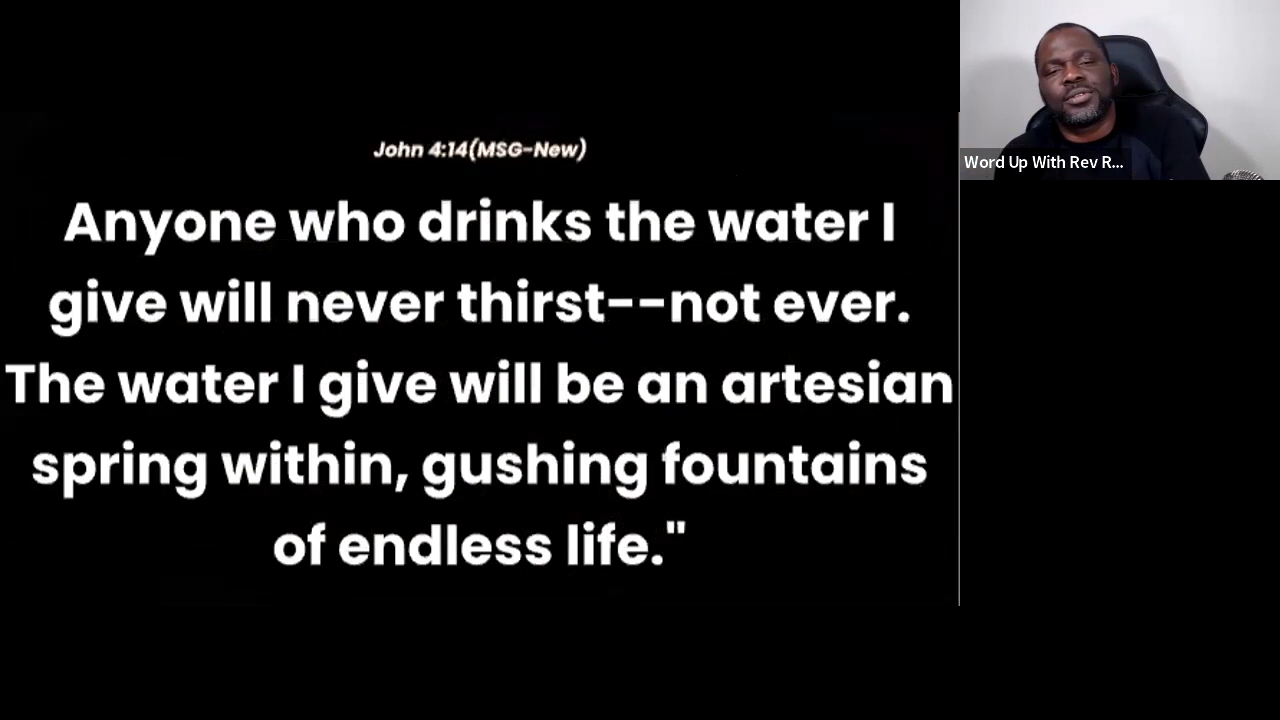 John 4:14(MSG-New)
Anyone who drinks the water I
give will never thirst--not ever.
The water I give will be an artesian
spring within, gushing fountains
of endless life."
Word Up With Rev R...